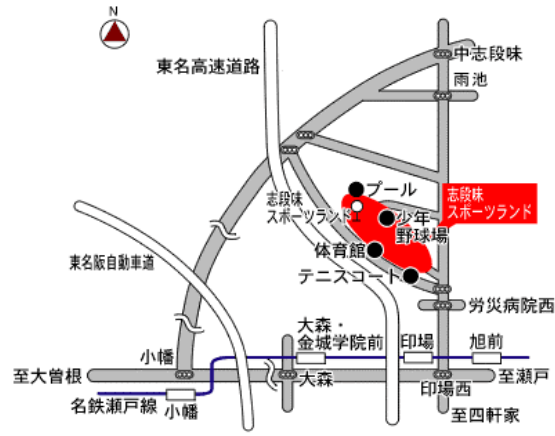 N
中志段味
東名高速道路
雨池
プール
志段味
スポーツランド
志段味
スポーツランド
少年
野球場
体育館
テニスコート
東名阪自動車道
労災病院西
大森・
金城学院前
印場
旭前
小幡
至大曽根
大森
印場西
至瀬戸
名鉄瀬戸線
小幡
至四軒家